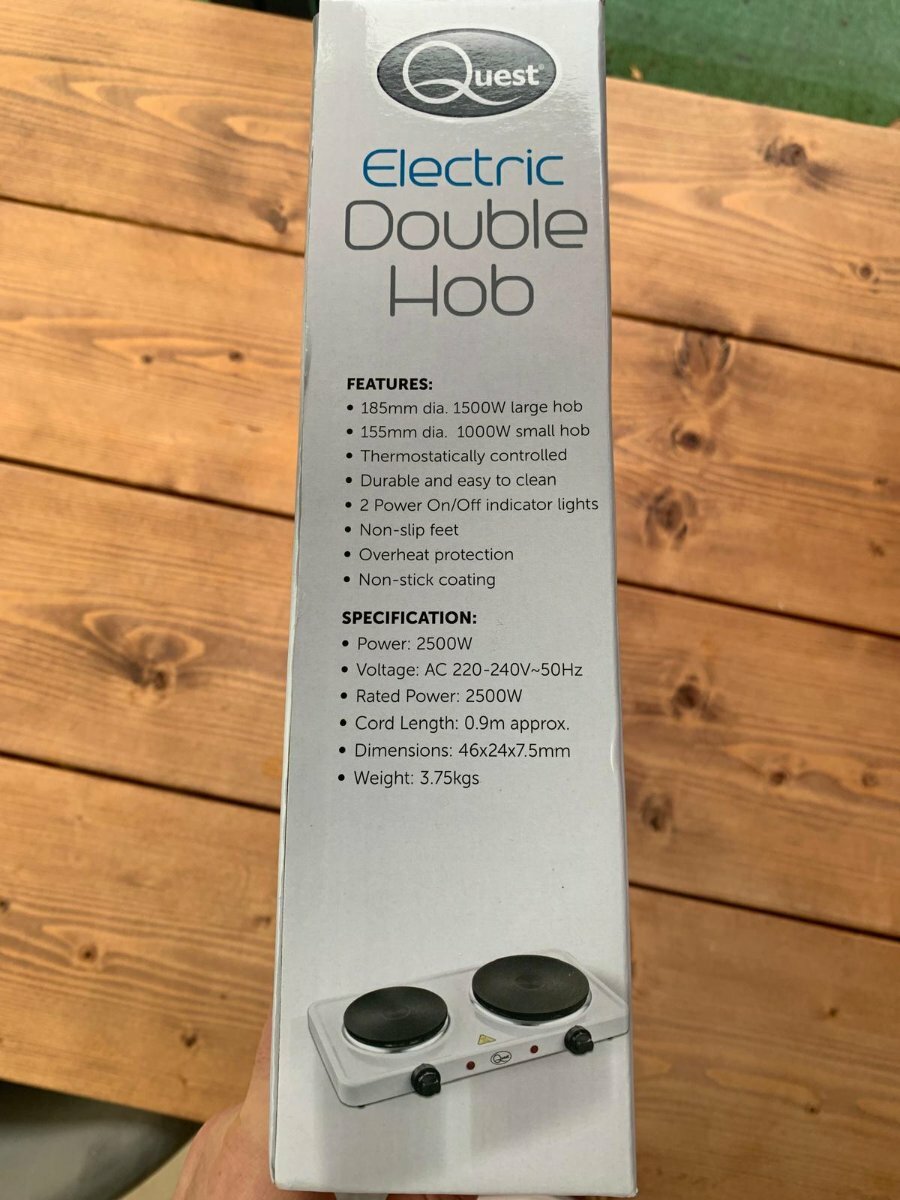 Quest
Electric
Double
Hob
FEATURES:
• 185mm dia. 1500W large hob
• 155mm dia. 1000W small hob
• Thermostatically controlled
• Durable and easy to clean
• 2 Power On/Off indicator lights
• Non-slip feet
• Overheat protection
• Non-stick coating
SPECIFICATION:
• Power: 2500W
• Voltage: AC 220-240V~50Hz
• Rated Power: 2500W
• Cord Length: 0.9m approx.
• Dimensions: 46x24x7.5mm
• Weight: 3.75kgs
Quest